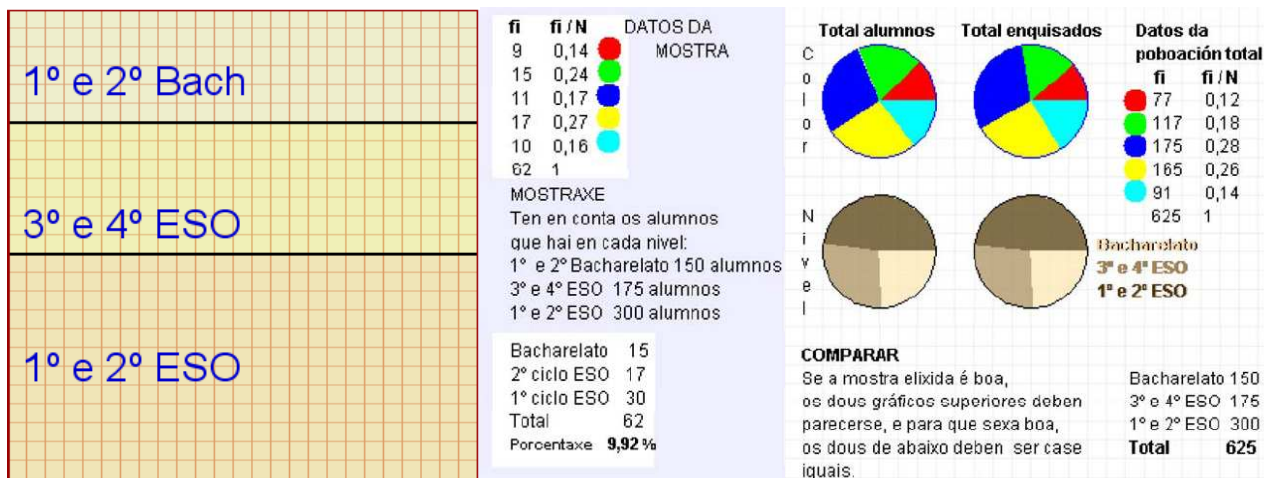 1º e 2º Bach
3º e 4º ESO
1º e 2º ESO
fi fi / N DATOS DA
9 0,14 MOSTRA
15 0,24
11 0,17
17 0,27
10 0,16
62 1
MOSTRAXE
Ten en conta os alumnos
que hai en cada nivel:
1º e 2º Bacharelato 150 alumnos
3º e 4º ESO 175 alumnos
1º e 2º ESO 300 alumnos
Bacharelato 15
2º ciclo ESO 17
1º ciclo ESO 30
Total 62
Porcentaxe 9,92 %
Total alumnos Total enquisados
Color
Nivel
Datos da
poboación total
fi fi / N
77 0,12
117 0,18
175 0,28
165 0,26
91 0,14
625 1
Bacharelato
3º e 4º ESO
1º e 2º ESO
COMPARAR
Se a mostra elixida é boa,
os dous gráficos superiores deben
parecerse, e para que sexa boa,
os dous de abaixo deben ser case
iguais.
Bacharelato 150
3º e 4º ESO 175
1º e 2º ESO 300
Total 625